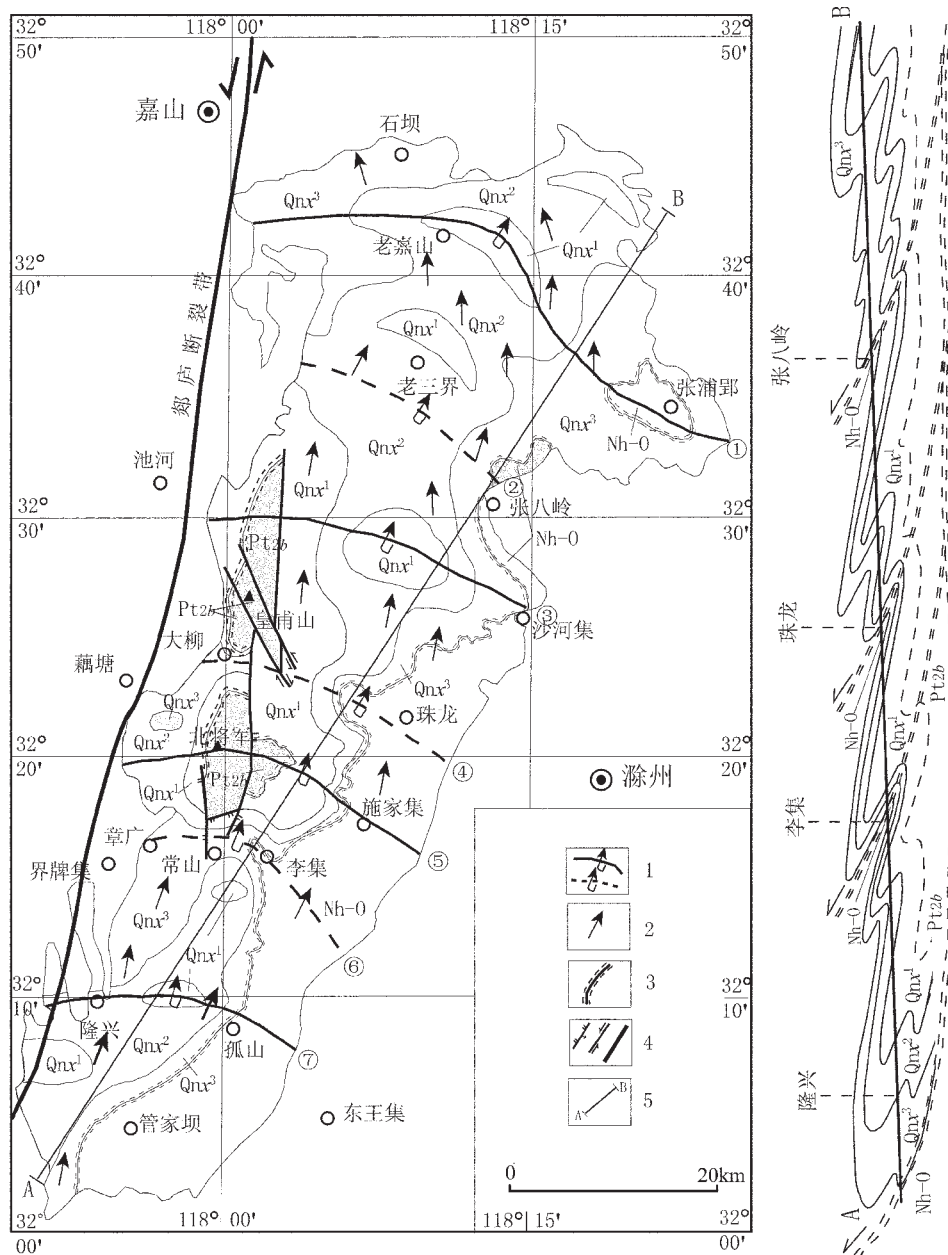 32°
50'
118° 00'
118° 15'
32°
50'
嘉山
石坝
Qnx³
Qnx²
B
老嘉山
Qnx¹
32°
40'
32°
40'
郯庐断裂带
Qnx¹
Qnx²
老三界
张浦郢
Qnx³
Qnx²
Nh-O
①
池河
Qnx¹
②
张八岭
32°
30'
32°
30'
Pt2b
Nh-O
Qnx¹
Pt2b
皇甫山
③
沙河集
大柳
藕塘
Qnx³
Qnx³
Qnx¹
珠龙
北将军
Qnx²
32°
20'
32°
20'
④
滁州
Qnx¹
Pt2b
施家集
章广
⑤
界牌集
常山
李集
1
Qnx³
Nh-O
2
Qnx¹
⑥
32°
10'
32°
10'
3
隆兴
Qnx²
孤山
⑦
4
Qnx¹
Qnx³
A
B
5
管家坝
东王集
0
20km
A
32°
00'
118° 00'
118° 15'
32°
00'
B
Qnx³
张八岭
Nh-O
Qnx¹
珠龙
Nh-O
Qnx¹
Pt2b
李集
Nh-O
Pt2b
Qnx¹
Qnx²
隆兴
Qnx³
Nh-O
A